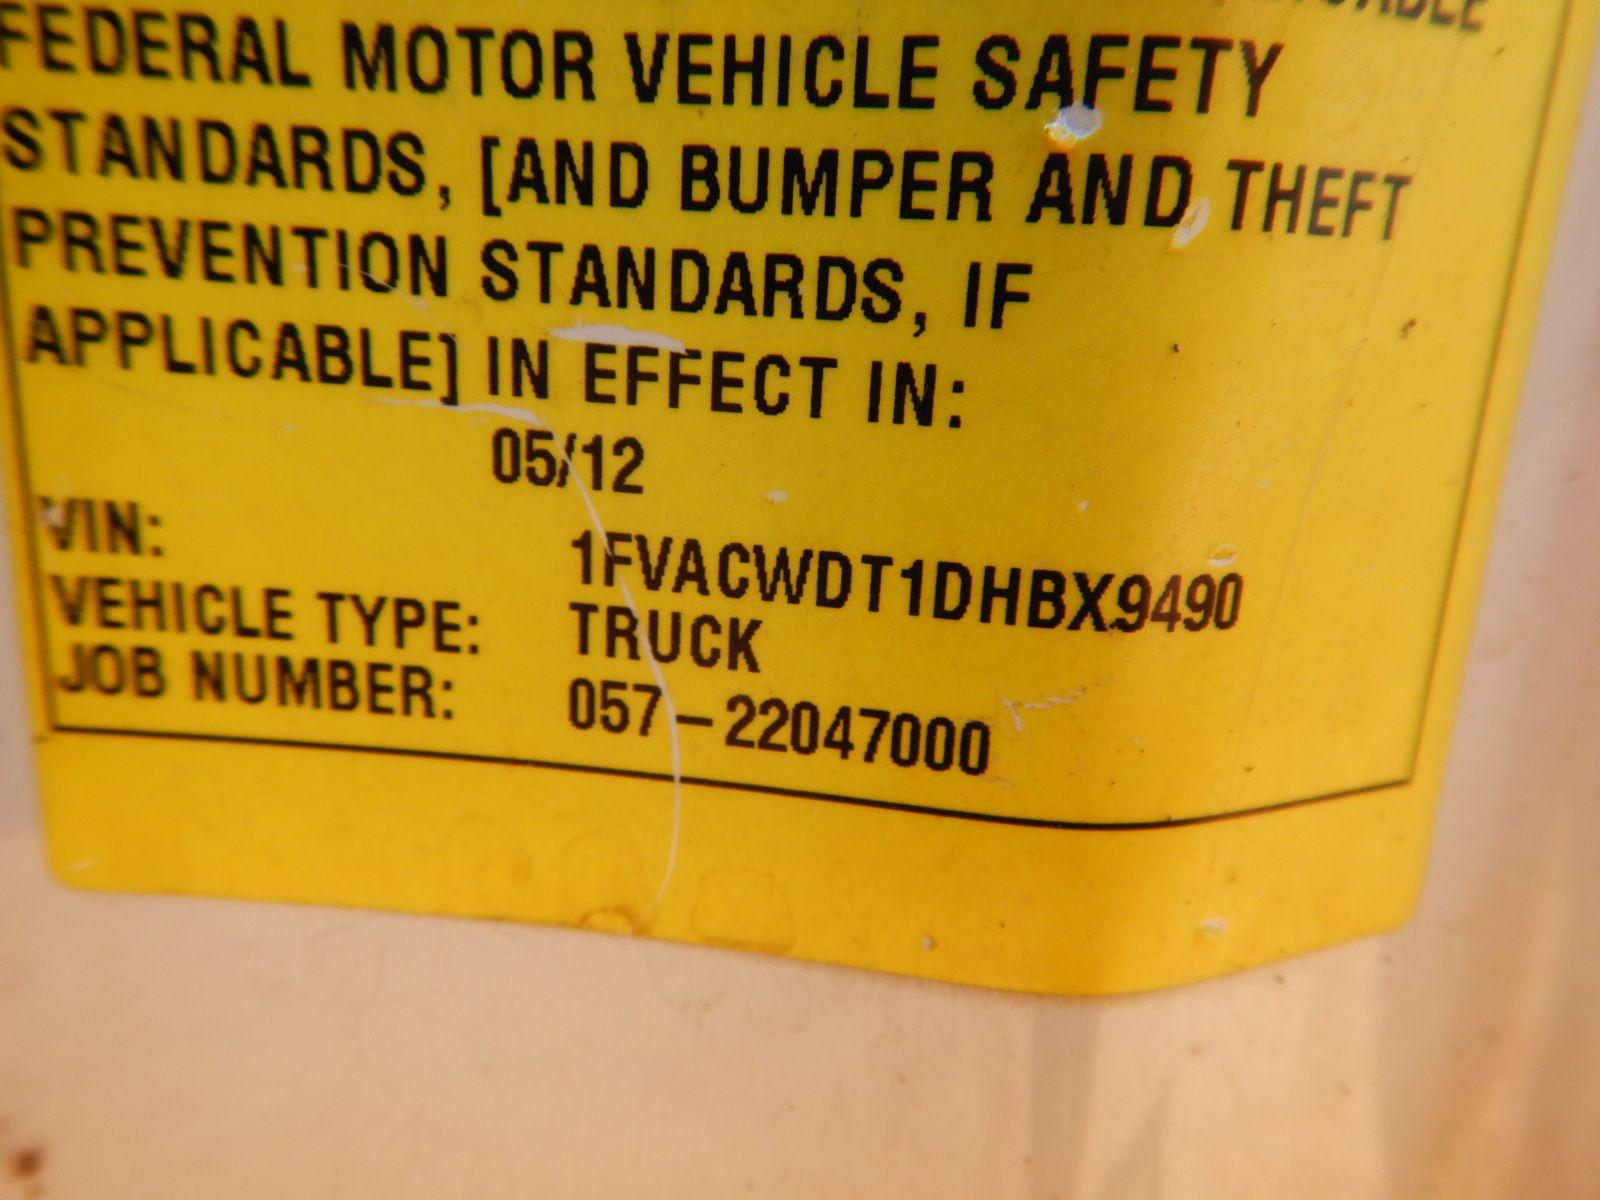 FEDERAL MOTOR VEHICLE SAFETY
STANDARDS, [AND BUMPER AND THEFT
PREVENTION STANDARDS, IF
APPLICABLE] IN EFFECT IN:
05/12
VIN: 1FVACWDT1DHBX9490
VEHICLE TYPE: TRUCK
JOB NUMBER: 057-22047000